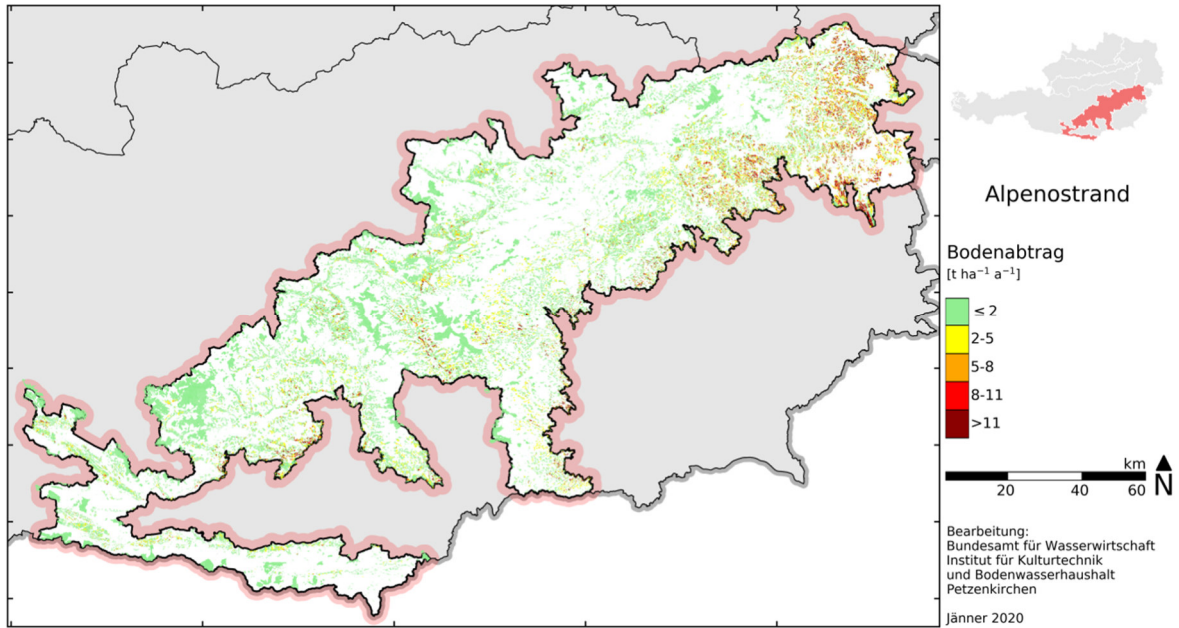 Alpenostrand
Bodenabtrag
[t ha⁻¹ a⁻¹]
≤ 2
2-5
5-8
8-11
>11
km
20 40 60
N
Bearbeitung:
Bundesamt für Wasserwirtschaft
Institut für Kulturtechnik
und Bodenwasserhaushalt
Petzenkirchen
Jänner 2020